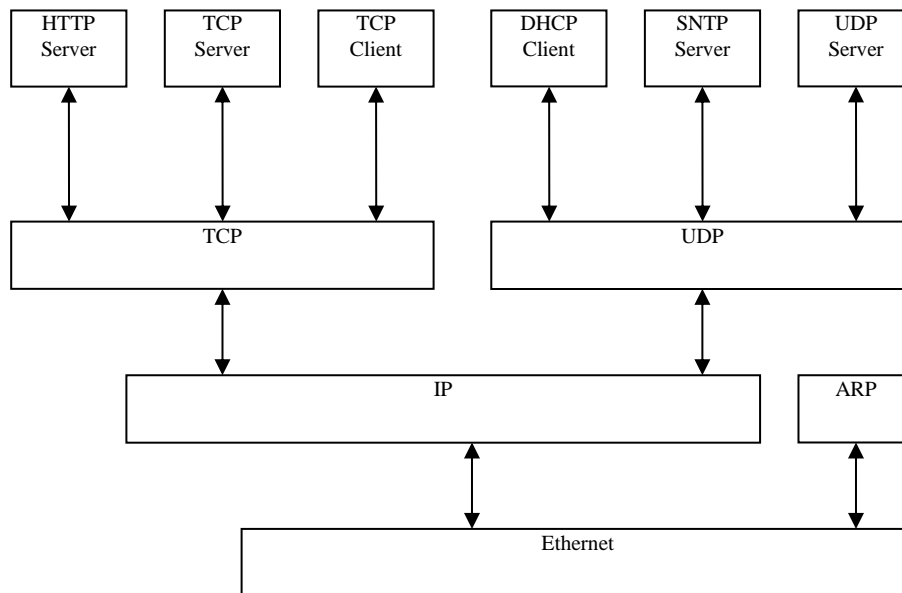 HTTP
Server
TCP
Server
TCP
Client
DHCP
Client
SNTP
Server
UDP
Server
TCP
UDP
IP
ARP
Ethernet